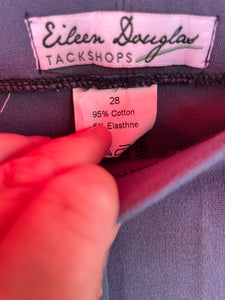 Eileen Douglas
TACKSHOPS
28
95% Cotton
5% Elasthne